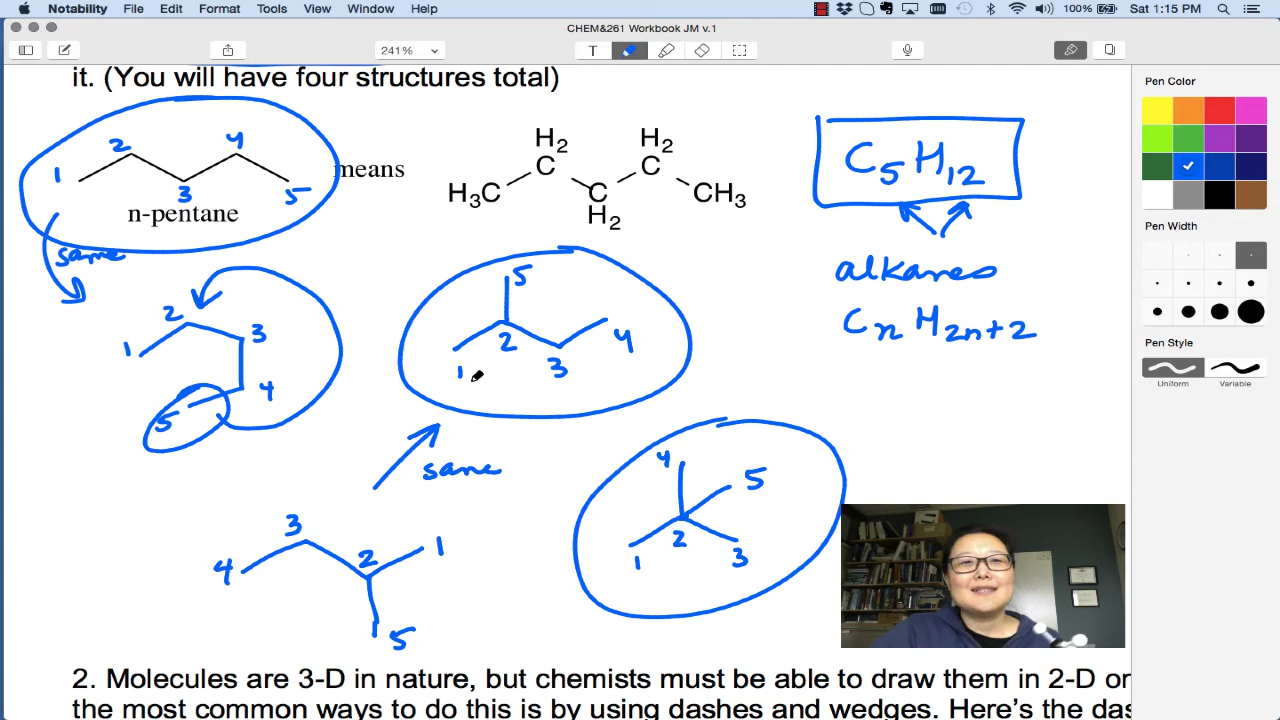 Notability File Edit Format Tools View Window Help 100% Sat 1:15 PM
CHEM&261 Workbook JM v.1
241% T
it. (You will have four structures total)
Pen Color
Pen Width
Pen Style
Uniform Variable
1 2 3 4 5
n-pentane
means
H2 H2
C C
H3C C CH3
H2
C5H12
alkanes
CnH2n+2
same
1 2 3 4 5
5
1 2 3 4
same
4 3 2 1
5
4 5
1 2 3
2. Molecules are 3-D in nature, but chemists must be able to draw them in 2-D or
the most common ways to do this is by using dashes and wedges. Here's the das